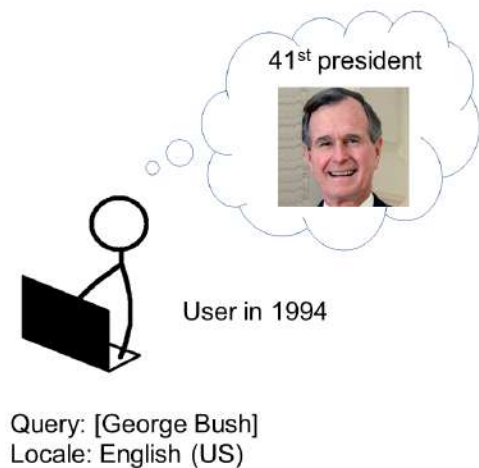 41st president
User in 1994
Query: [George Bush]
Locale: English (US)